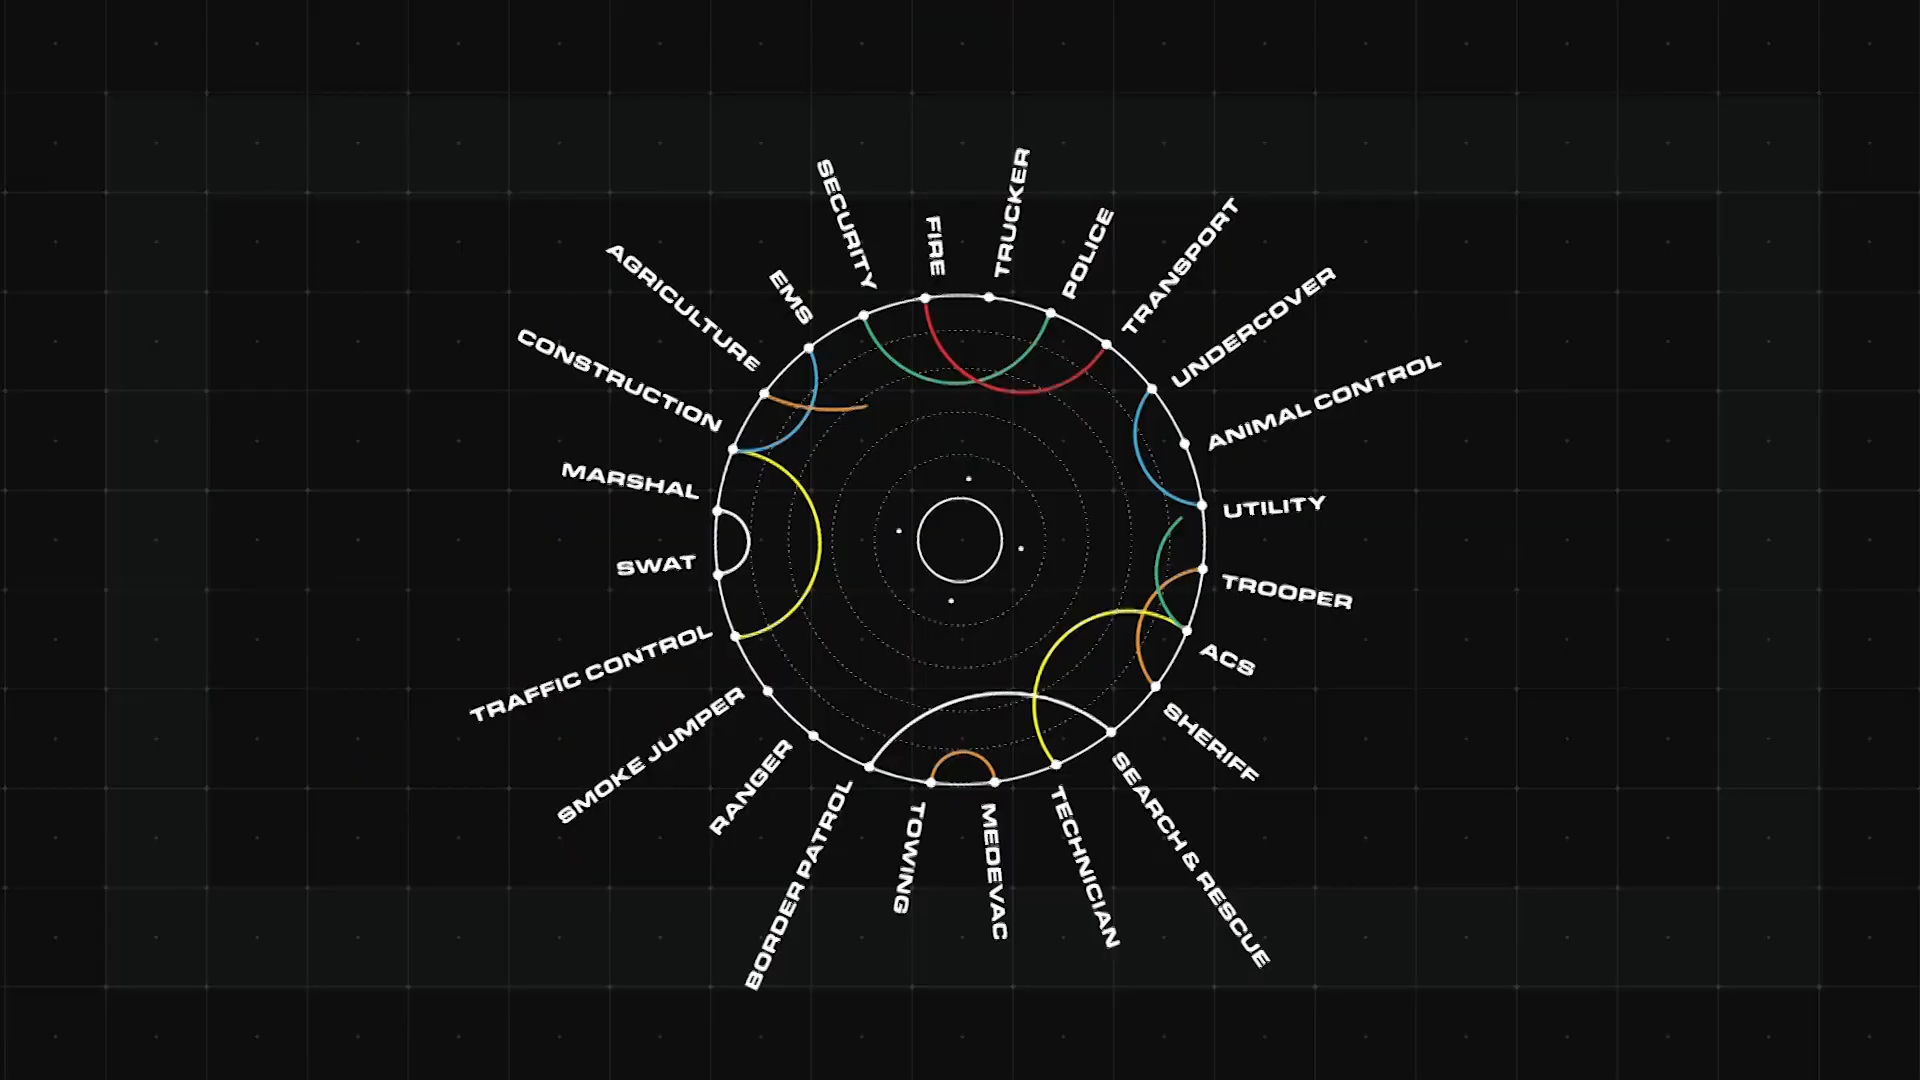 SECURITY
FIRE
TRUCKER
POLICE
TRANSPORT
UNDERCOVER
ANIMAL CONTROL
UTILITY
TROOPER
ACS
SHERIFF
SEARCH & RESCUE
TECHNICIAN
MEDEVAC
TOWING
BORDER PATROL
RANGER
SMOKE JUMPER
TRAFFIC CONTROL
SWAT
MARSHAL
CONSTRUCTION
AGRICULTURE
EMS